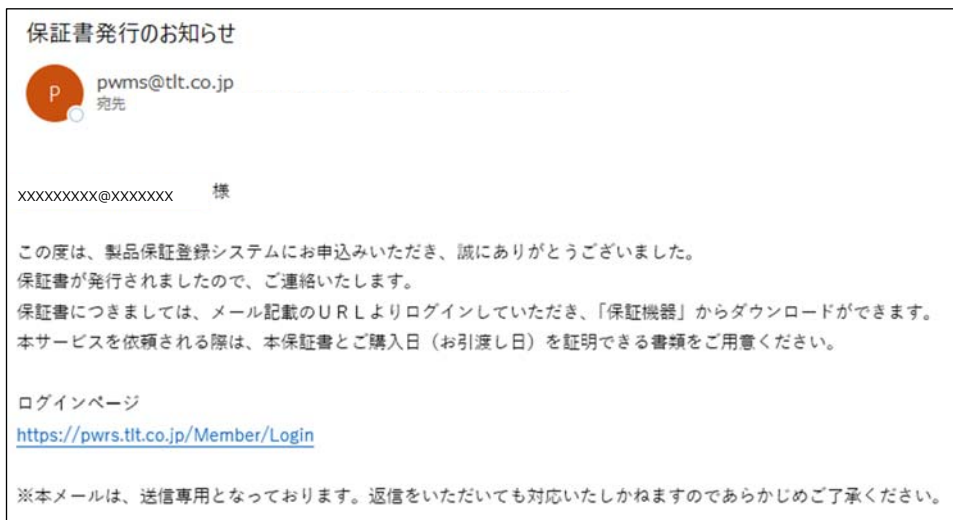 保証書発行のお知らせ
P
pwms@tlt.co.jp
宛先
xxxxxxxxx@xxxxxxx 様
この度は、製品保証登録システムにお申込みいただき、誠にありがとうございました。
保証書が発行されましたので、ご連絡いたします。
保証書につきましては、メール記載のＵＲＬよりログインしていただき、「保証機器」からダウンロードができます。
本サービスを依頼される際は、本保証書とご購入日（お引渡し日）を証明できる書類をご用意ください。
ログインページ
https://pwrs.tlt.co.jp/Member/Login
※本メールは、送信専用となっております。返信をいただいても対応いたしかねますのであらかじめご了承ください。